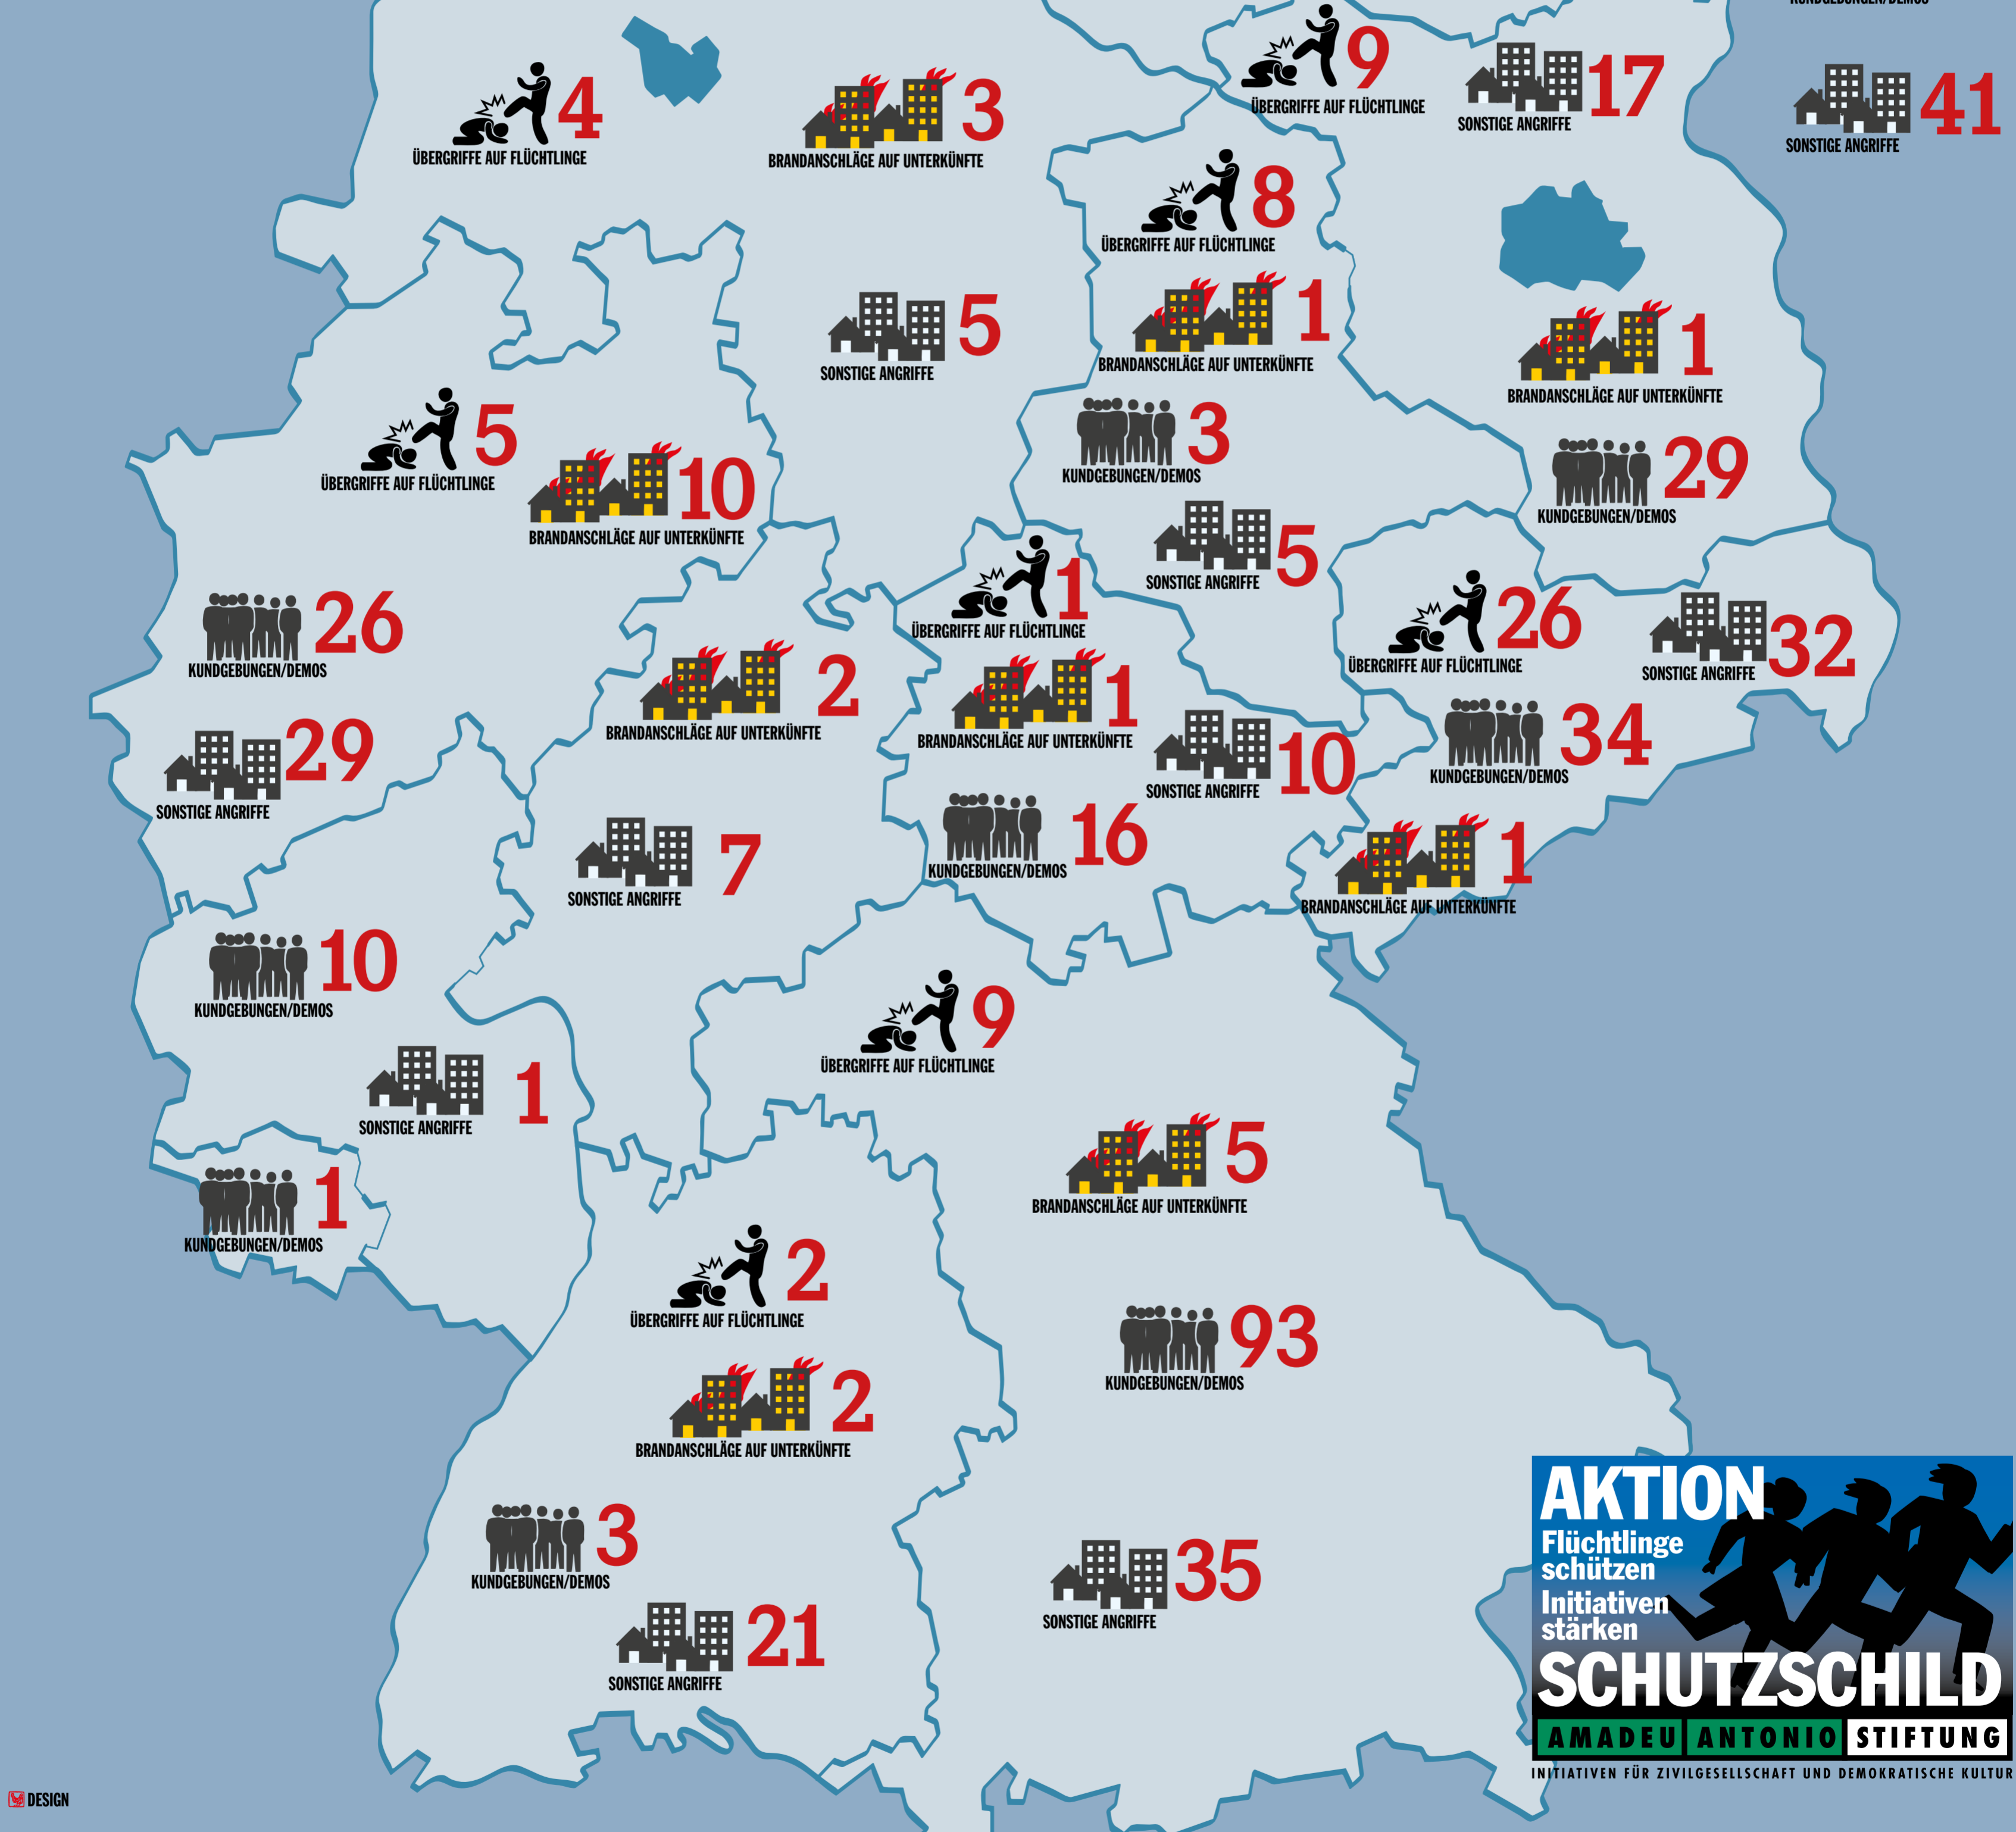 KUNDGEBUNGEN/DEMOS
4
ÜBERGRIFFE AUF FLÜCHTLINGE
3
BRANDANSCHLÄGE AUF UNTERKÜNFTE
9
ÜBERGRIFFE AUF FLÜCHTLINGE
17
SONSTIGE ANGRIFFE
41
SONSTIGE ANGRIFFE
8
ÜBERGRIFFE AUF FLÜCHTLINGE
5
SONSTIGE ANGRIFFE
1
BRANDANSCHLÄGE AUF UNTERKÜNFTE
1
BRANDANSCHLÄGE AUF UNTERKÜNFTE
5
ÜBERGRIFFE AUF FLÜCHTLINGE
10
BRANDANSCHLÄGE AUF UNTERKÜNFTE
3
KUNDGEBUNGEN/DEMOS
29
KUNDGEBUNGEN/DEMOS
5
SONSTIGE ANGRIFFE
1
ÜBERGRIFFE AUF FLÜCHTLINGE
26
ÜBERGRIFFE AUF FLÜCHTLINGE
32
SONSTIGE ANGRIFFE
26
KUNDGEBUNGEN/DEMOS
2
BRANDANSCHLÄGE AUF UNTERKÜNFTE
1
BRANDANSCHLÄGE AUF UNTERKÜNFTE
10
SONSTIGE ANGRIFFE
34
KUNDGEBUNGEN/DEMOS
29
SONSTIGE ANGRIFFE
7
SONSTIGE ANGRIFFE
16
KUNDGEBUNGEN/DEMOS
1
BRANDANSCHLÄGE AUF UNTERKÜNFTE
10
KUNDGEBUNGEN/DEMOS
9
ÜBERGRIFFE AUF FLÜCHTLINGE
1
SONSTIGE ANGRIFFE
5
BRANDANSCHLÄGE AUF UNTERKÜNFTE
1
KUNDGEBUNGEN/DEMOS
2
ÜBERGRIFFE AUF FLÜCHTLINGE
93
KUNDGEBUNGEN/DEMOS
2
BRANDANSCHLÄGE AUF UNTERKÜNFTE
3
KUNDGEBUNGEN/DEMOS
35
SONSTIGE ANGRIFFE
21
SONSTIGE ANGRIFFE
AKTION
Flüchtlinge
schützen
Initiativen
stärken
SCHUTZSCHILD
AMADEU ANTONIO STIFTUNG
INITIATIVEN FÜR ZIVILGESELLSCHAFT UND DEMOKRATISCHE KULTUR
DESIGN